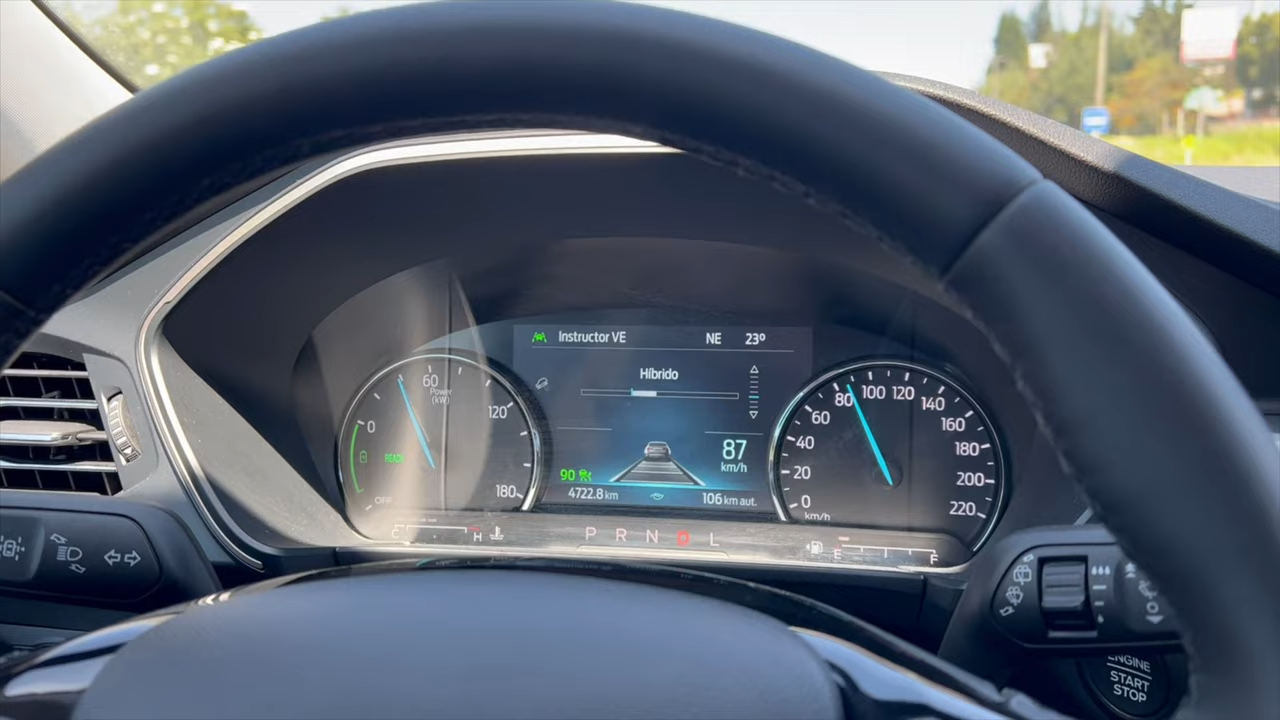 Instructor VE NE 23º
Híbrido
0 60 120 180
Power
(kW)
READY
OFF
87
km/h
90
4722.8 km 106 km aut.
0 20 40 60 80 100 120 140 160 180 200 220
km/h
C H
P R N D L
E F
ENGINE
START
STOP